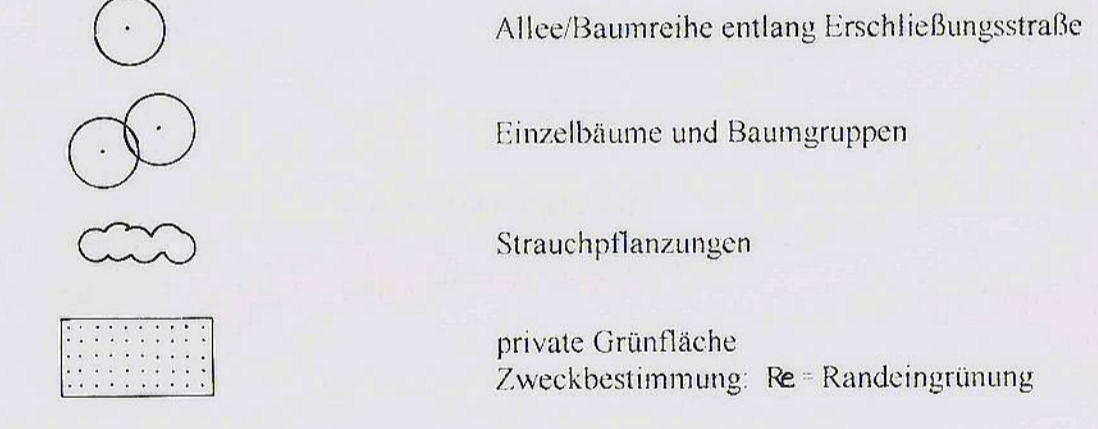 Allee/Baumreihe entlang Erschließungsstraße
Einzelbäume und Baumgruppen
Strauchpflanzungen
private Grünfläche
Zweckbestimmung: Re = Randeingrünung